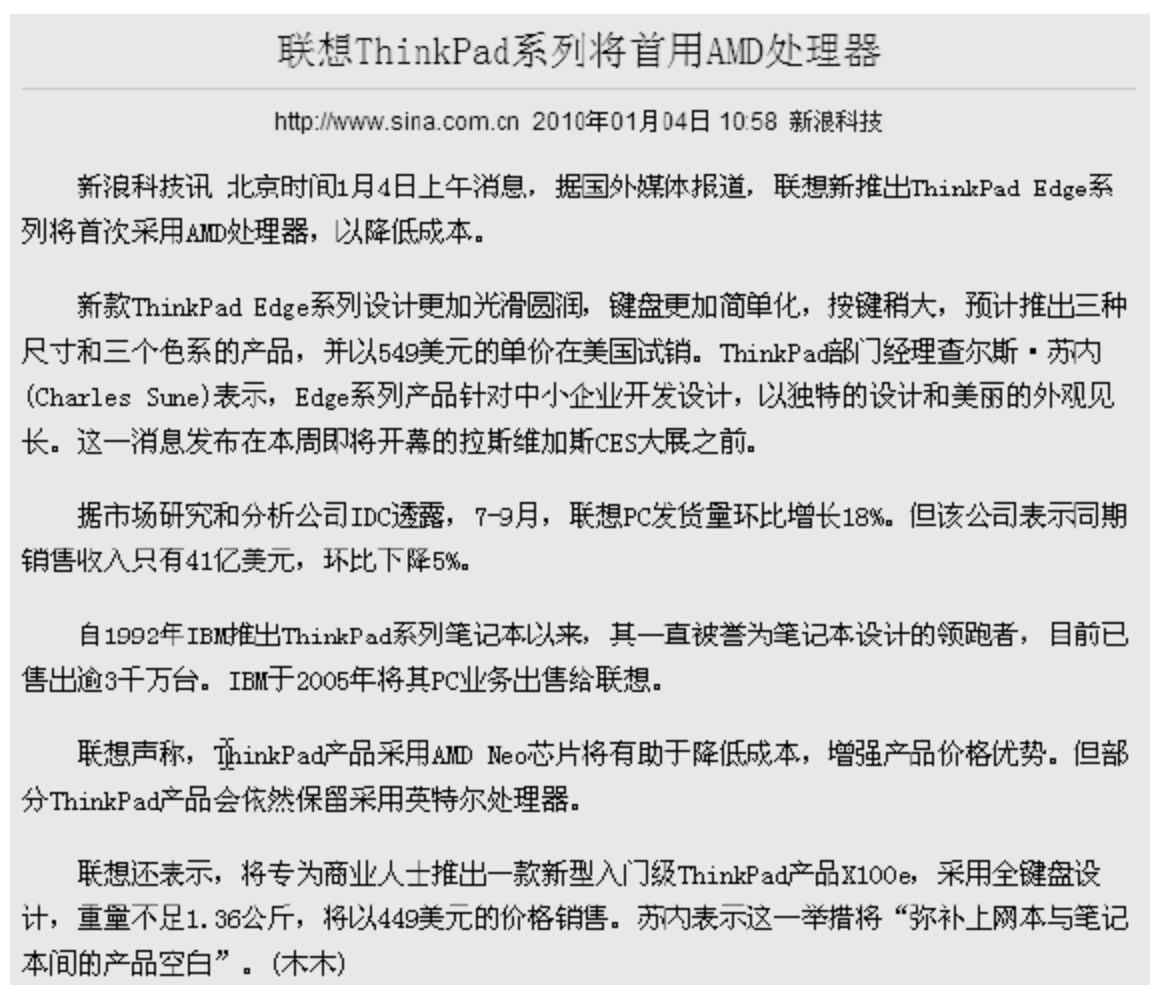 联想ThinkPad系列将首用AMD处理器
http://www.sina.com.cn 2010年01月04日 10:58 新浪科技
新浪科技讯 北京时间1月4日上午消息，据国外媒体报道，联想新推出ThinkPad Edge系
列将首次采用AMD处理器，以降低成本。
新款ThinkPad Edge系列设计更加光滑圆润，键盘更加简单化，按键稍大，预计推出三种
尺寸和三个色系的产品，并以549美元的单价在美国试销。ThinkPad部门经理查尔斯·苏内
(Charles Sune)表示，Edge系列产品针对中小企业开发设计，以独特的设计和美丽的外观见
长。这一消息发布在本周即将开幕的拉斯维加斯CES大展之前。
据市场研究和分析公司IDC透露，7-9月，联想PC发货量环比增长18%。但该公司表示同期
销售收入只有41亿美元，环比下降5%。
自1992年IBM推出ThinkPad系列笔记本以来，其一直被誉为笔记本设计的领跑者，目前已
售出逾3千万台。IBM于2005年将其PC业务出售给联想。
联想声称，ThinkPad产品采用AMD Neo芯片将有助于降低成本，增强产品价格优势。但部
分ThinkPad产品会依然保留采用英特尔处理器。
联想还表示，将专为商业人士推出一款新型入门级ThinkPad产品X100e，采用全键盘设
计，重量不足1.36公斤，将以449美元的价格销售。苏内表示这一举措将“弥补上网本与笔记
本间的产品空白”。(木木)